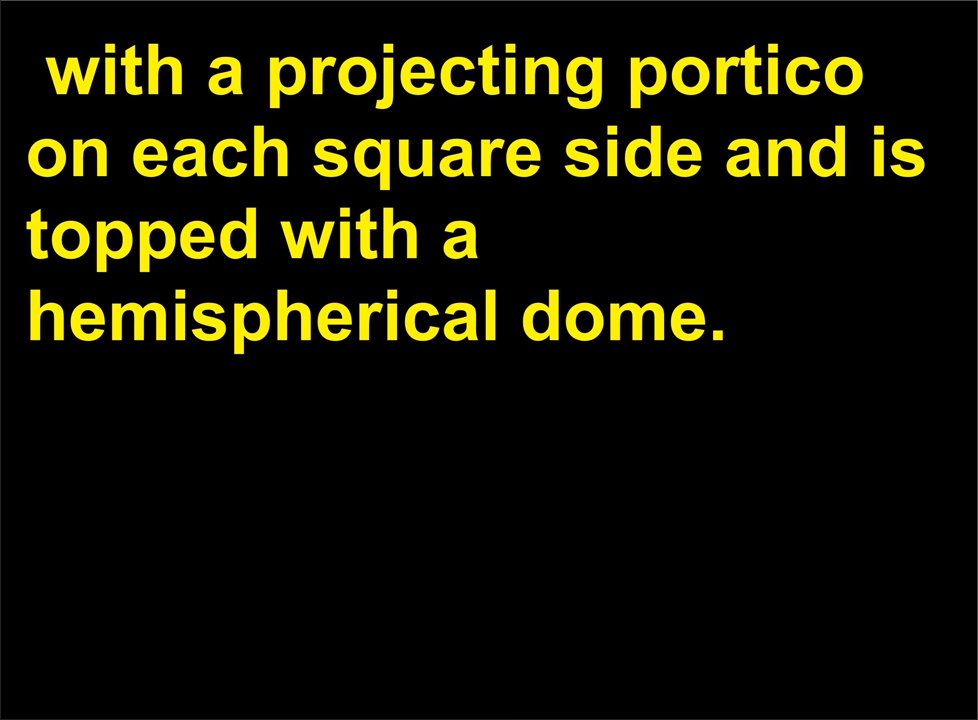 with a projecting portico
on each square side and is
topped with a
hemispherical dome.